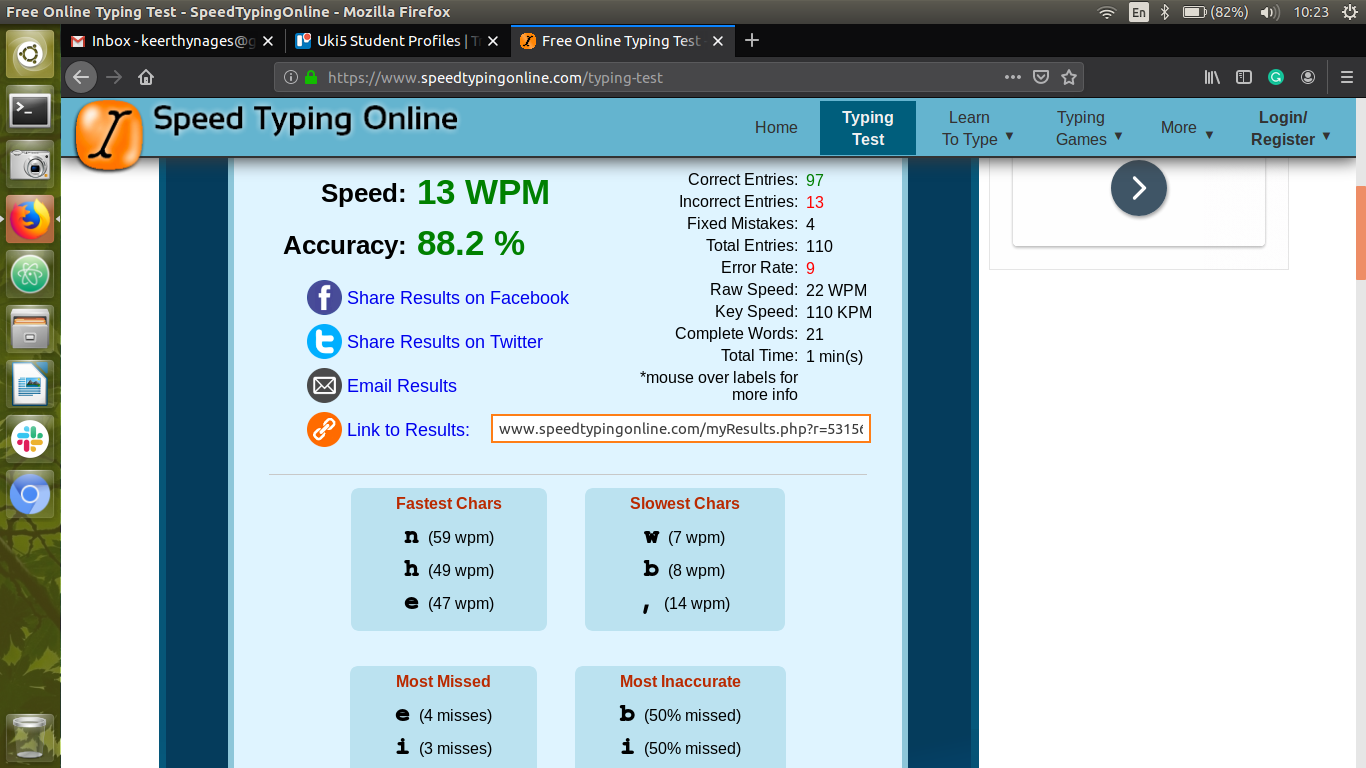 Free Online Typing Test - SpeedTypingOnline - Mozilla Firefox
En
(82%)
10:23
Inbox - keerthynages@g
Uki5 Student Profiles | Tr
Free Online Typing Test
https://www.speedtypingonline.com/typing-test
Speed Typing Online
Home
Typing
Test
Learn
To Type ▼
Typing
Games ▼
More ▼
Login/
Register ▼
Speed: 13 WPM
Accuracy: 88.2 %
Share Results on Facebook
Share Results on Twitter
Email Results
Link to Results: www.speedtypingonline.com/myResults.php?r=53156
Correct Entries: 97
Incorrect Entries: 13
Fixed Mistakes: 4
Total Entries: 110
Error Rate: 9
Raw Speed: 22 WPM
Key Speed: 110 KPM
Complete Words: 21
Total Time: 1 min(s)
*mouse over labels for
more info
Fastest Chars
n (59 wpm)
h (49 wpm)
e (47 wpm)
Slowest Chars
w (7 wpm)
b (8 wpm)
, (14 wpm)
Most Missed
e (4 misses)
i (3 misses)
Most Inaccurate
b (50% missed)
i (50% missed)